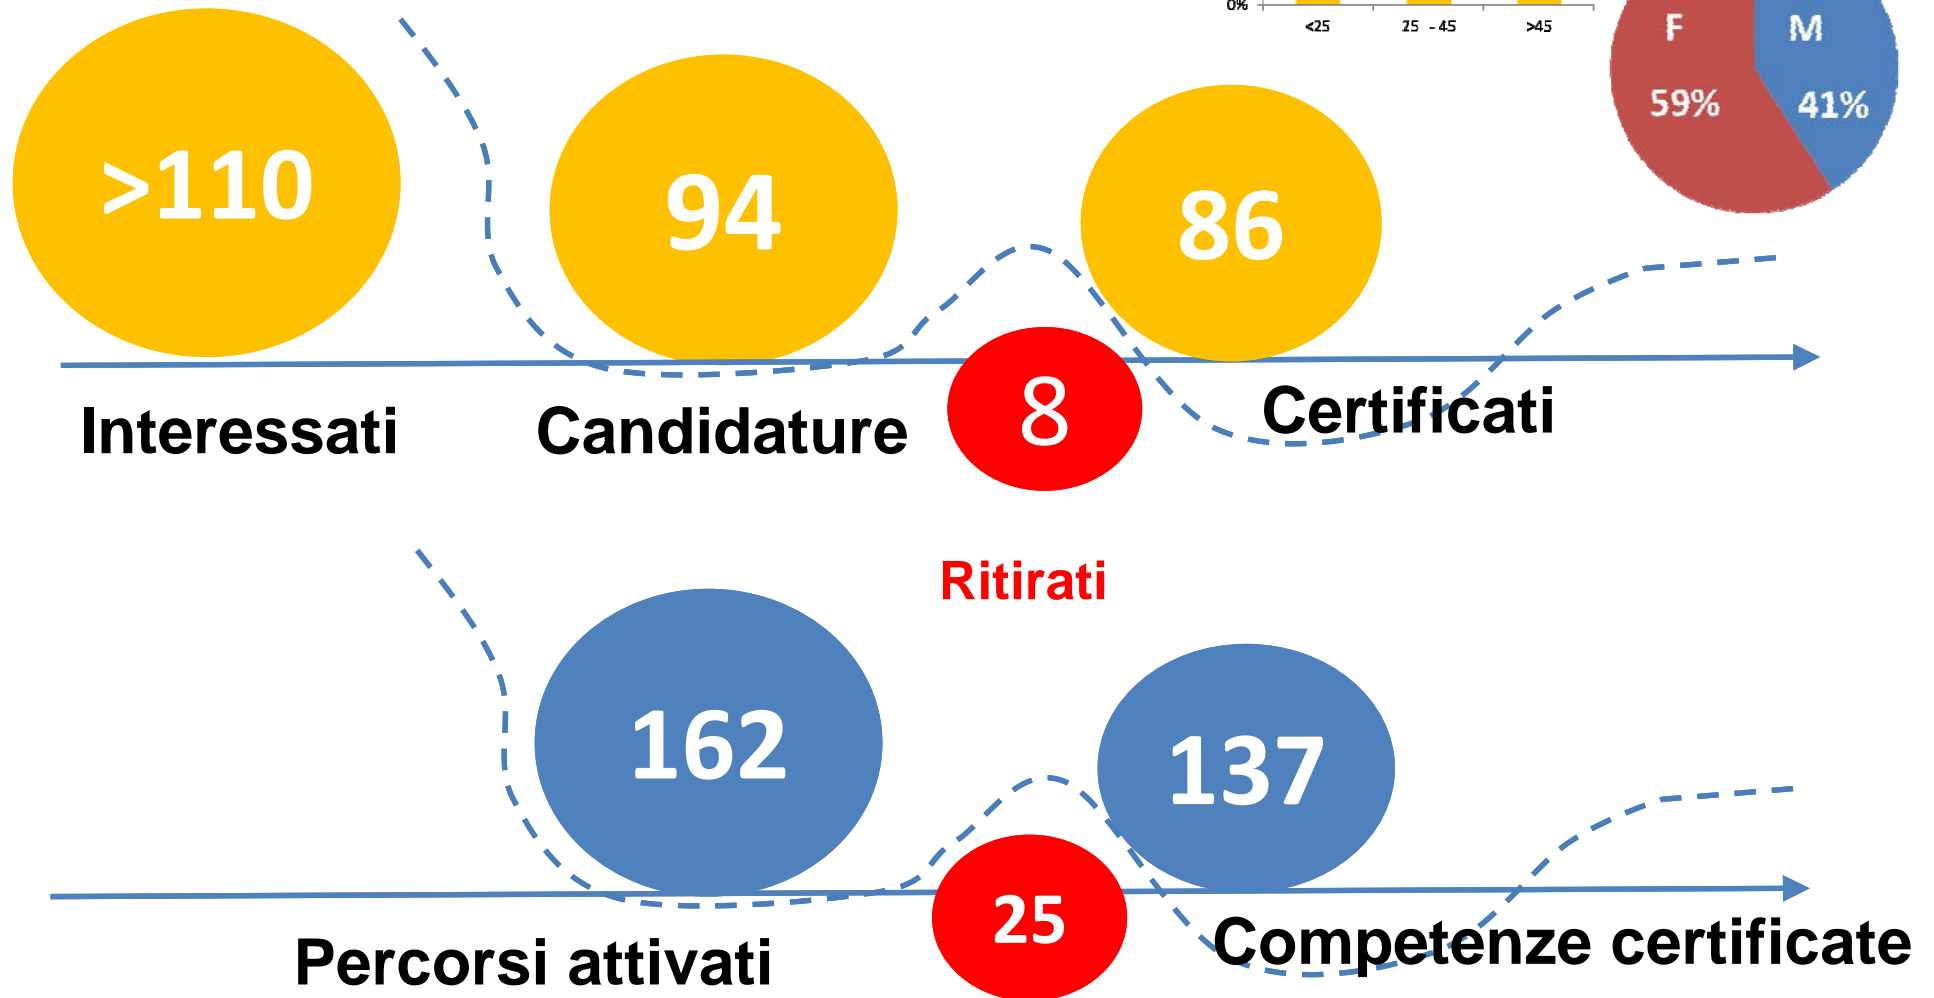 0%
<25
25 - 45
>45
F
M
59%
41%
>110
94
86
8
Interessati
Candidature
Certificati
Ritirati
162
137
25
Percorsi attivati
Competenze certificate